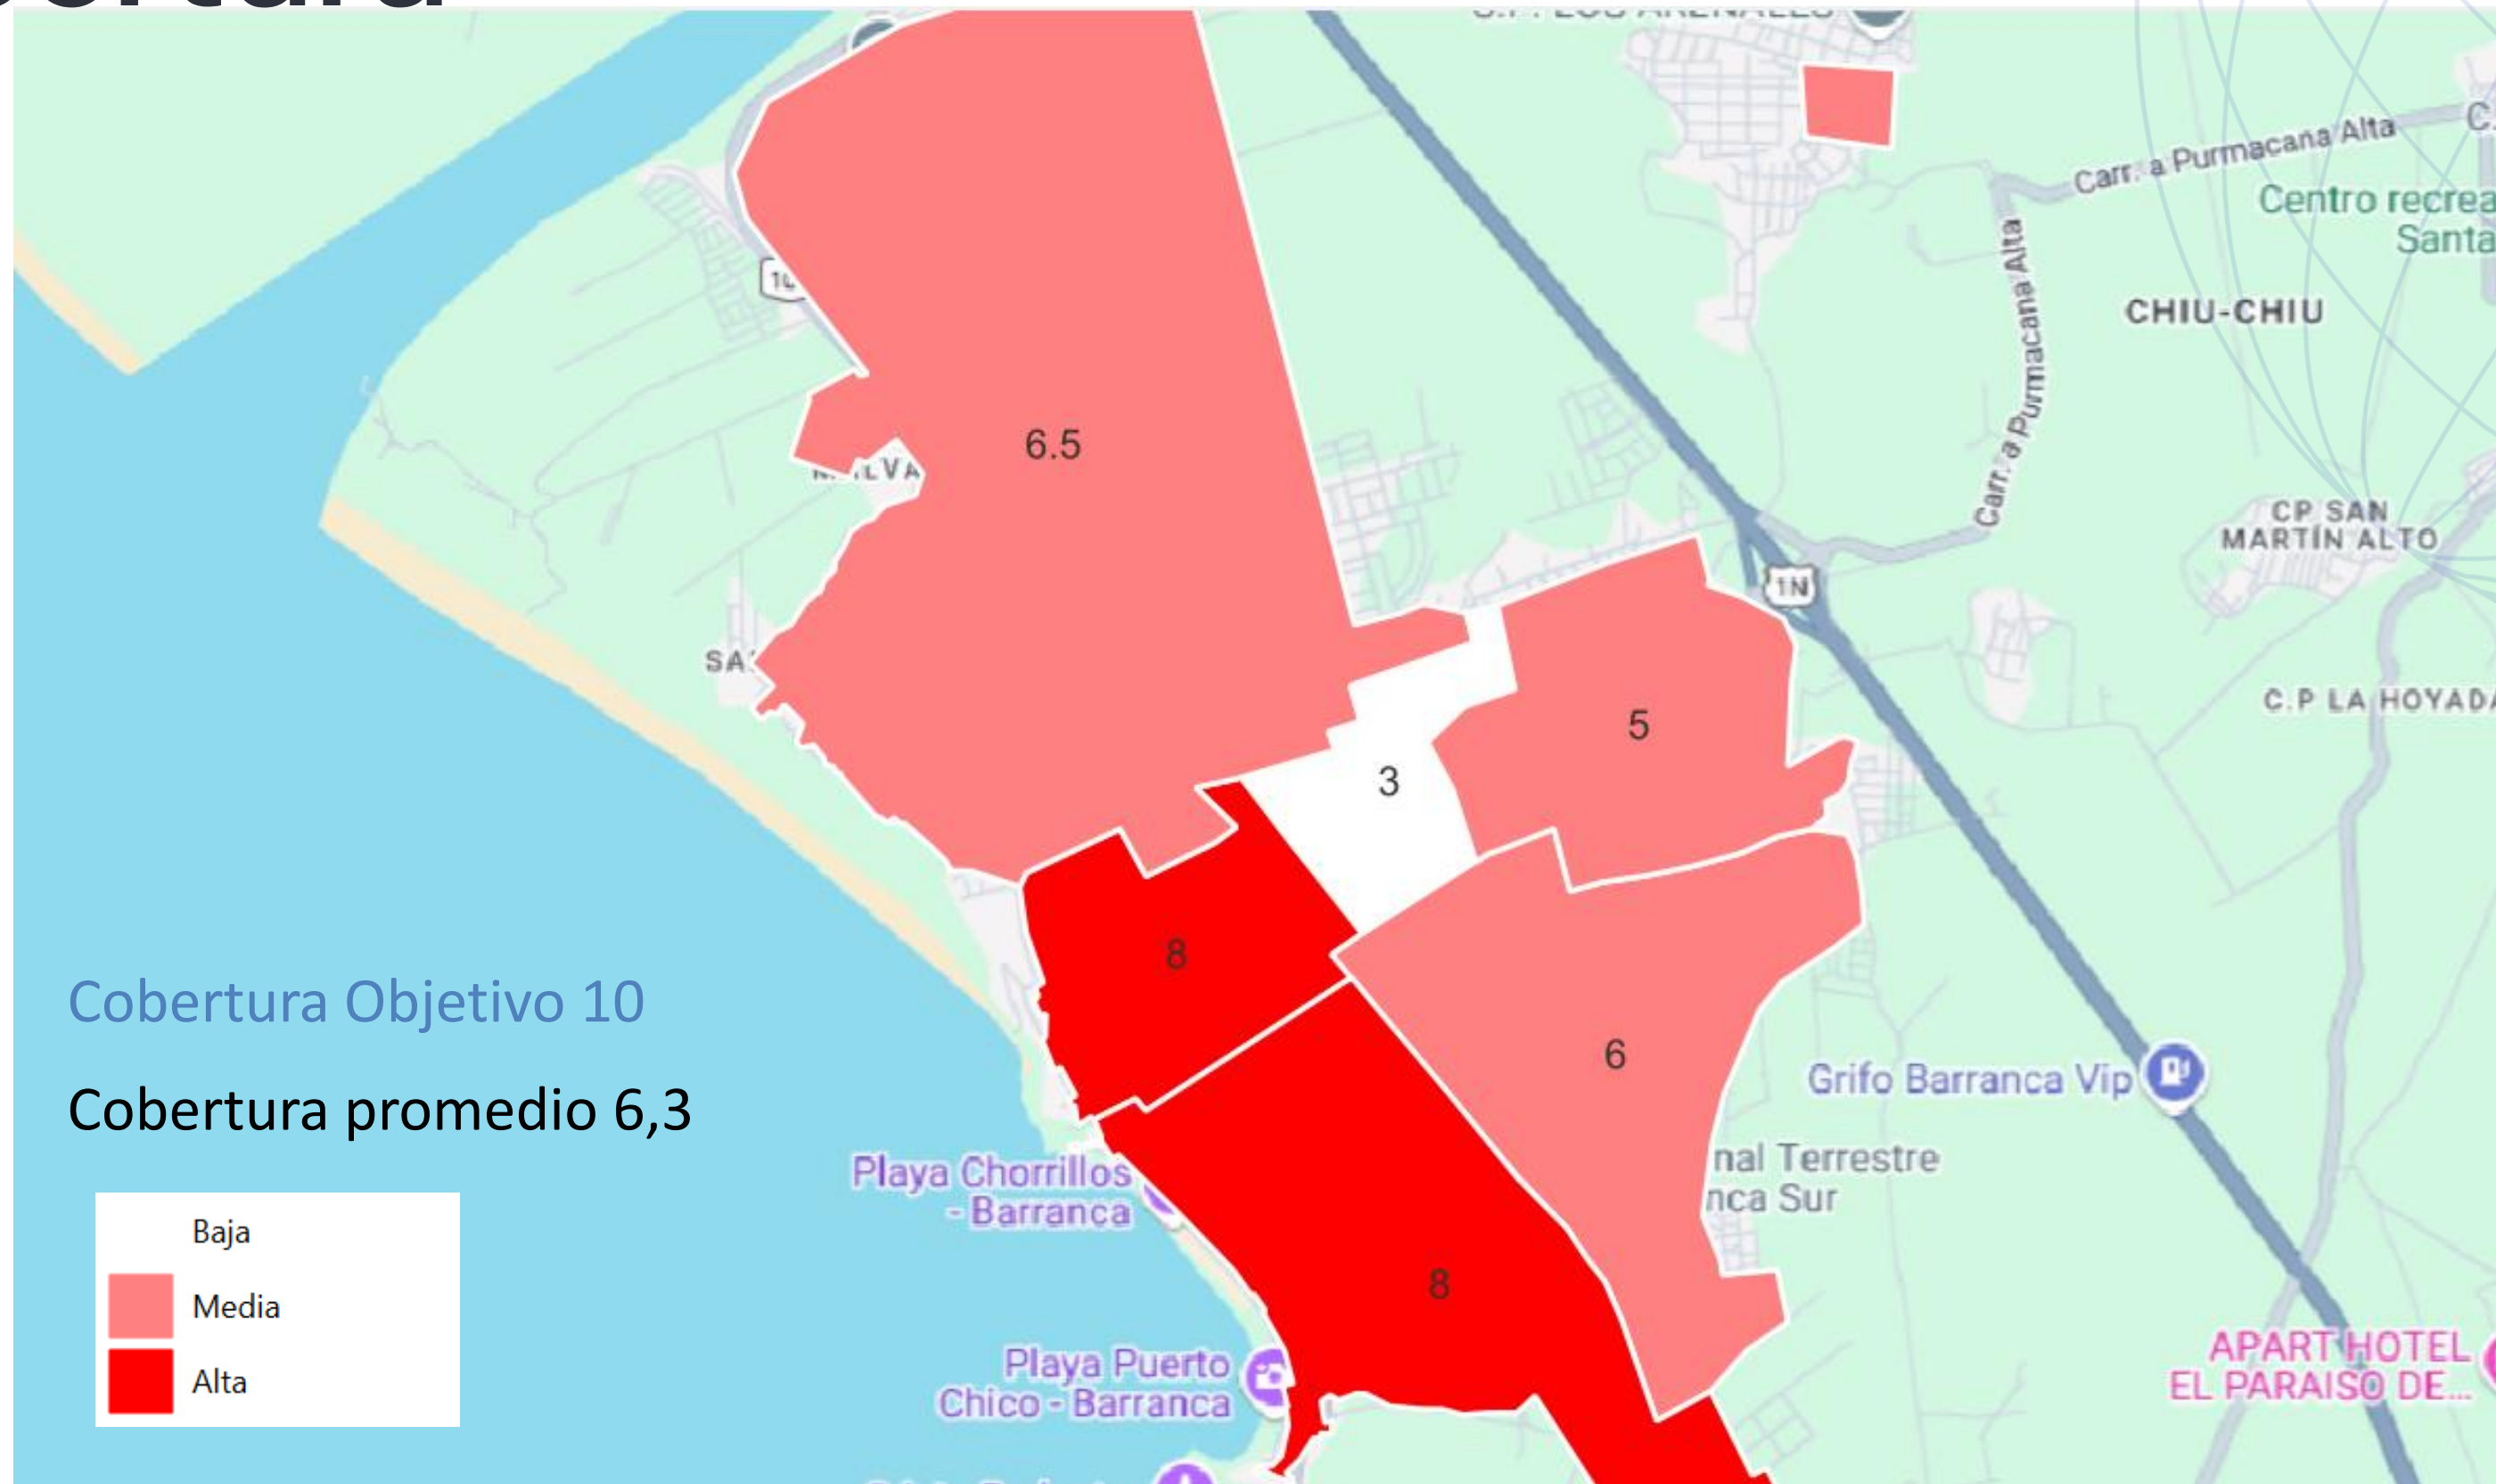 Carr. a Purmacana Alta
Centro recrea
Santa
CHIU-CHIU
Carr. a Purmacana Alta
6.5
CP SAN
MARTÍN ALTO
1N
SA
C.P LA HOYADA
5
3
8
6
Cobertura Objetivo 10
Cobertura promedio 6,3
Grifo Barranca Vip
nal Terrestre
nca Sur
Playa Chorrillos
- Barranca
Baja
Media
Alta
8
Playa Puerto
Chico - Barranca
APART HOTEL
EL PARAISO DE...